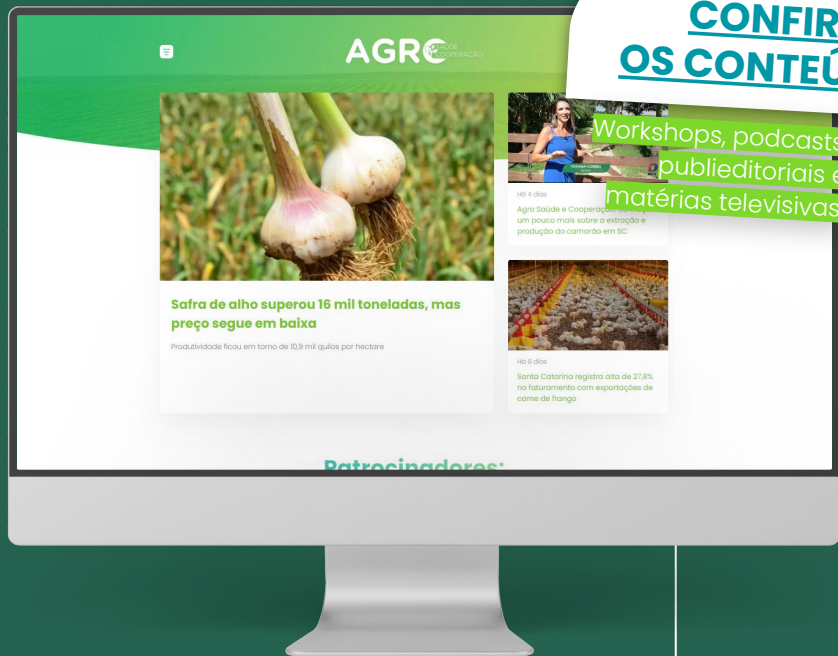 CONFIR
OS CONTEÚ
Workshops, podcasts
publieditoriais e
matérias televisivas
AGRO SAÚDE
COOPERAÇÃO
Safra de alho superou 16 mil toneladas, mas
preço segue em baixa
Produtividade ficou em torno de 10,9 mil quilos por hectare
Há 4 dias
Agro Saúde e
um pouco mais sobre a extração e
produção do camarão em SC
Há 6 dias
Santa Catarina registra alta de 27,8%
no faturamento com exportações de
carne de frango
Patrocinadores: